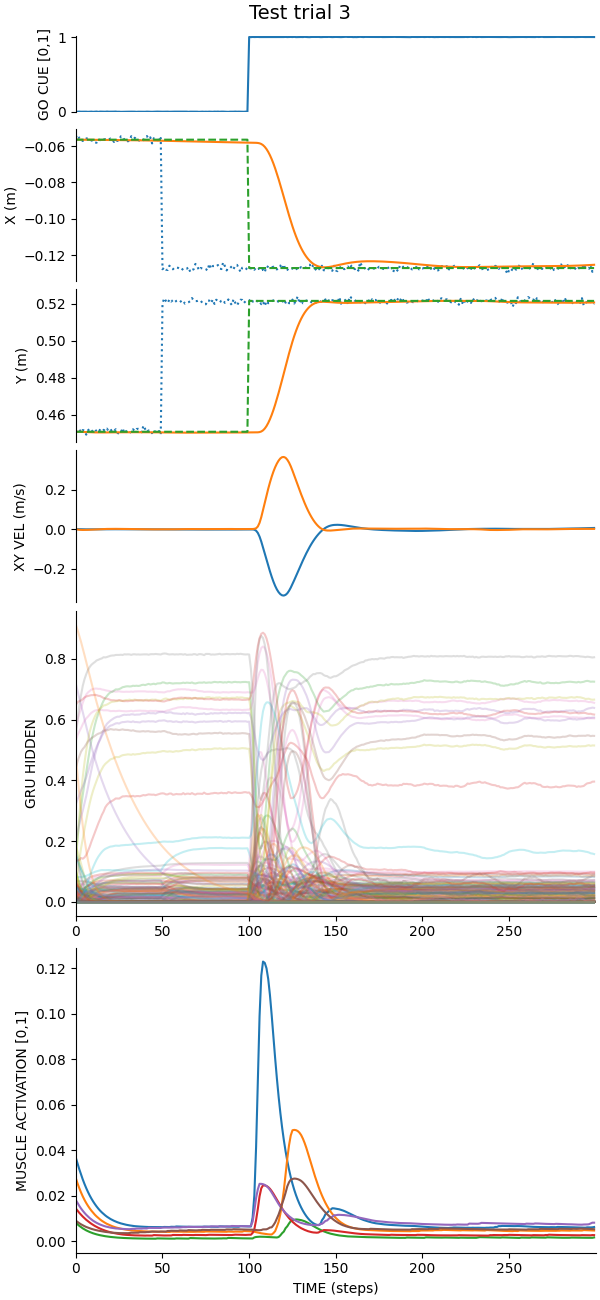 Test trial 3
GO CUE [0,1]
1
0
X (m)
−0.06
−0.08
−0.10
−0.12
Y (m)
0.52
0.50
0.48
0.46
XY VEL (m/s)
0.2
0.0
−0.2
GRU HIDDEN
0.8
0.6
0.4
0.2
0.0
0 50 100 150 200 250
MUSCLE ACTIVATION [0,1]
0.12
0.10
0.08
0.06
0.04
0.02
0.00
0 50 100 150 200 250
TIME (steps)